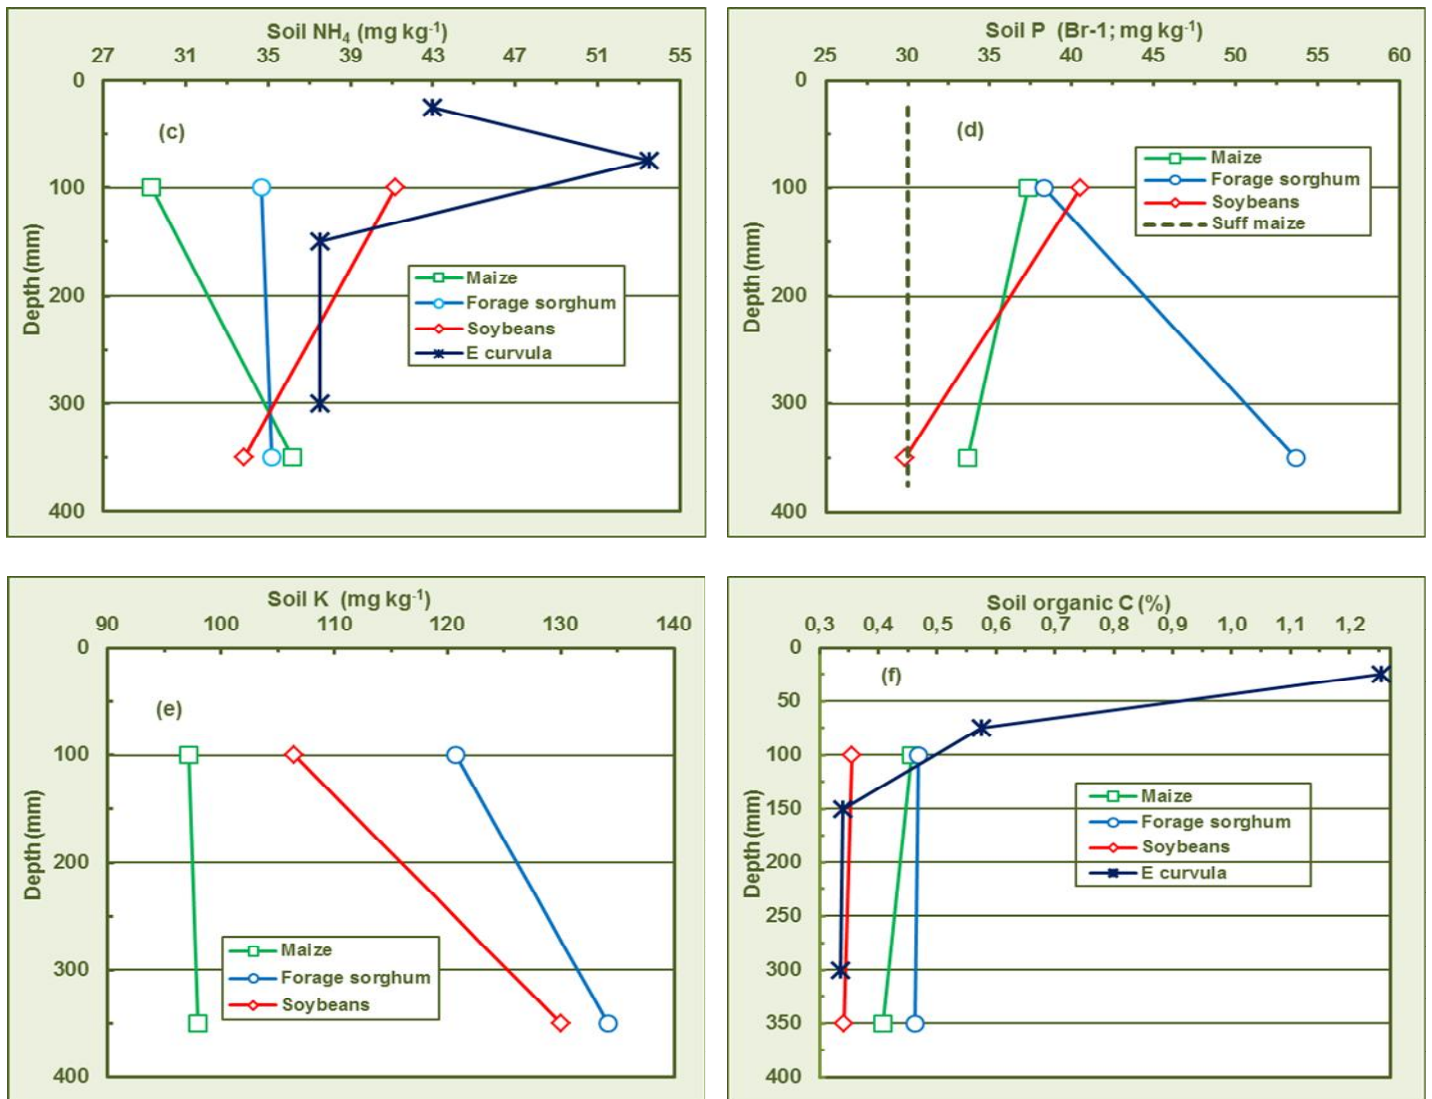 Soil NH4 (mg kg-1)
27 31 35 39 43 47 51 55
0
(c)
100
200
300
400
Depth (mm)
Maize
Forage sorghum
Soybeans
E curvula
Soil P (Br-1; mg kg-1)
25 30 35 40 45 50 55 60
0
(d)
100
200
300
400
Depth (mm)
Maize
Forage sorghum
Soybeans
Suff maize
Soil K (mg kg-1)
90 100 110 120 130 140
0
(e)
100
200
300
400
Depth (mm)
Maize
Forage sorghum
Soybeans
Soil organic C (%)
0,3 0,4 0,5 0,6 0,7 0,8 0,9 1,0 1,1 1,2
0
(f)
50
100
150
200
250
300
350
400
Depth (mm)
Maize
Forage sorghum
Soybeans
E curvula